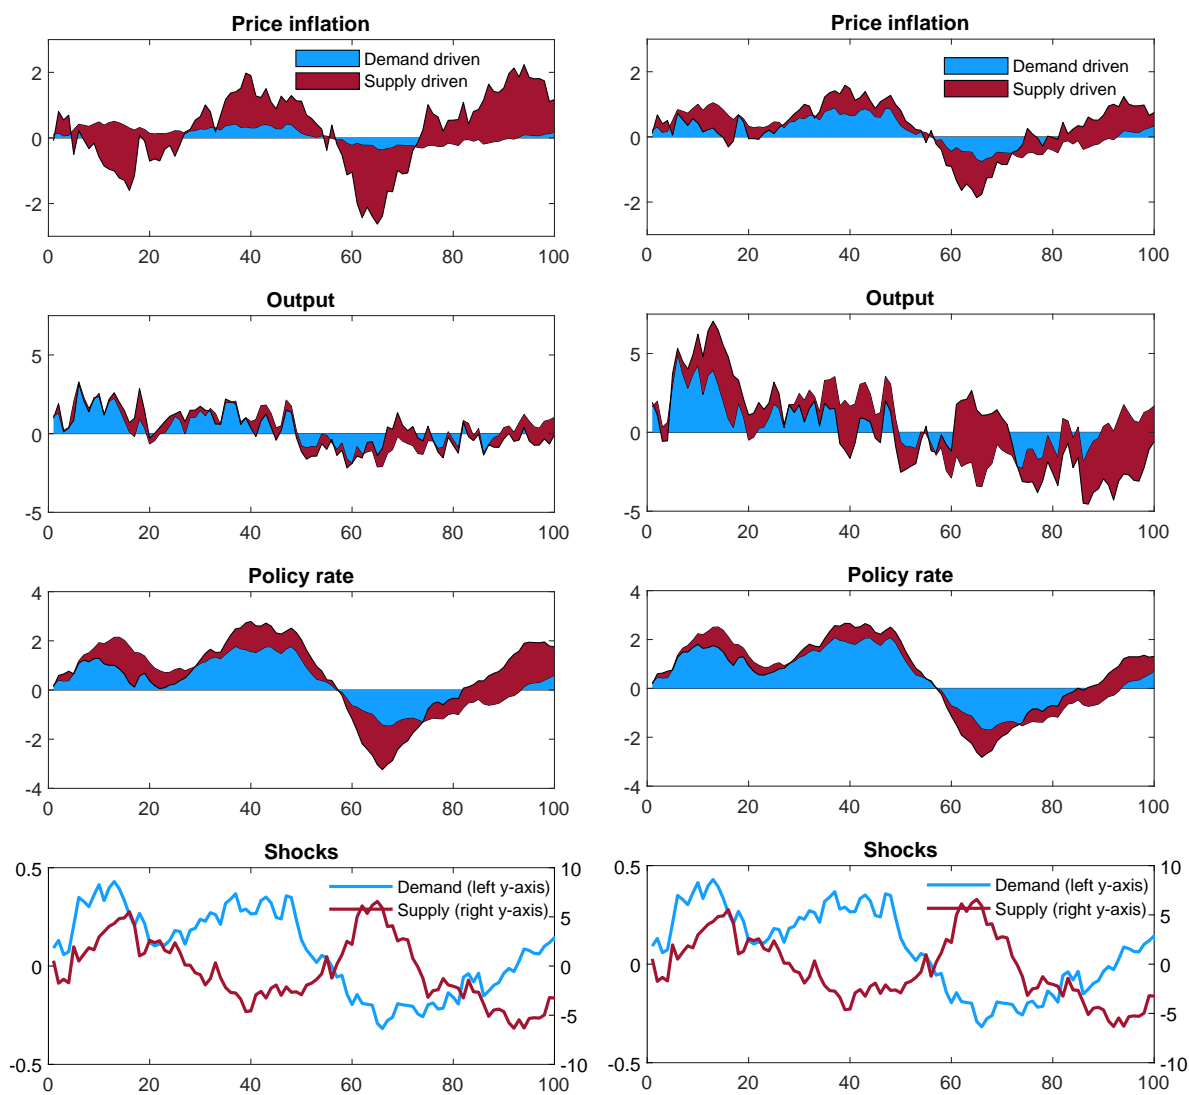 Price inflation
Demand driven
Supply driven
2
0
-2
0 20 40 60 80 100
Output
5
0
-5
0 20 40 60 80 100
Policy rate
4
2
0
-2
-4
0 20 40 60 80 100
Shocks
Demand (left y-axis)
Supply (right y-axis)
0.5
0
-0.5
10
5
0
-5
-10
0 20 40 60 80 100
Price inflation
Demand driven
Supply driven
2
0
-2
0 20 40 60 80 100
Output
5
0
-5
0 20 40 60 80 100
Policy rate
4
2
0
-2
-4
0 20 40 60 80 100
Shocks
Demand (left y-axis)
Supply (right y-axis)
0.5
0
-0.5
10
5
0
-5
-10
0 20 40 60 80 100